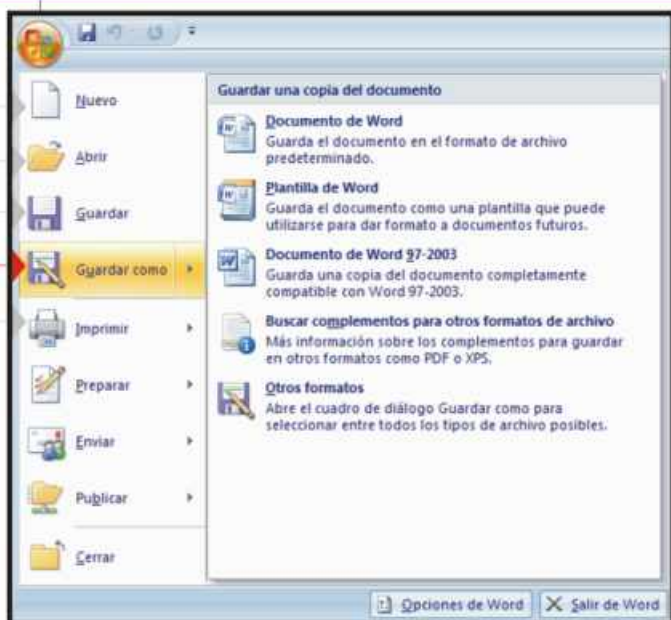 Nuevo
Abrir
Guardar
Guardar como
Imprimir
Preparar
Enviar
Publicar
Cerrar
Guardar una copia del documento
Documento de Word
Guarda el documento en el formato de archivo
predeterminado.
Plantilla de Word
Guarda el documento como una plantilla que puede
utilizarse para dar formato a documentos futuros.
Documento de Word 97-2003
Guarda una copia del documento completamente
compatible con Word 97-2003.
Buscar complementos para otros formatos de archivo
Más información sobre los complementos para guardar
en otros formatos como PDF o XPS.
Otros formatos
Abre el cuadro de diálogo Guardar como para
seleccionar entre todos los tipos de archivo posibles.
Opciones de Word
Salir de Word